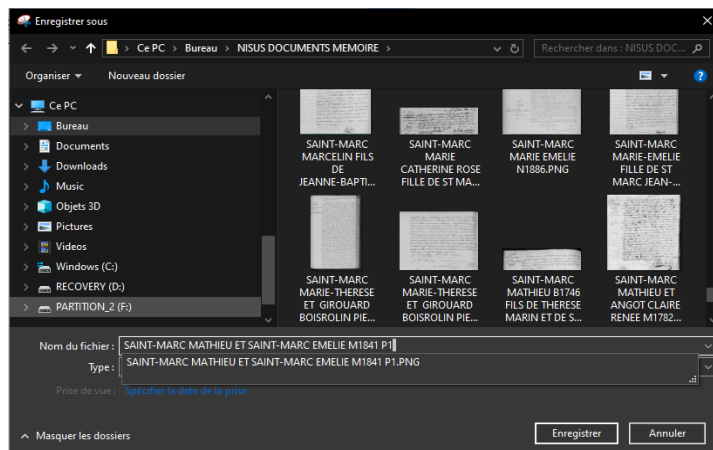 Enregistrer sous
Ce PC > Bureau > NISUS DOCUMENTS MEMOIRE >
Rechercher dans : NISUS DOC...
Organiser
Nouveau dossier
Ce PC
Bureau
Documents
Downloads
Music
Objets 3D
Pictures
Videos
Windows (C:)
RECOVERY (D:)
PARTITION_2 (F:)
SAINT-MARC
MARCELIN FILS
DE
JEANNE-BAPTI...
SAINT-MARC
MARIE
CATHERINE ROSE
FILLE DE ST MA...
SAINT-MARC
MARIE EMELIE
N1886.PNG
SAINT-MARC
MARIE-EMELIE
FILLE DE ST
MARC JEAN-...
SAINT-MARC
MARIE-THERESE
ET GIROUARD
BOISROLIN PIE...
SAINT-MARC
MARIE-THERESE
ET GIROUARD
BOISROLIN PIE...
SAINT-MARC
MATHIEU B1746
FILS DE THERESE
MARIN ET DE S...
SAINT-MARC
MATHIEU ET
ANGOT CLAIRE
RENEE M1782...
Nom du fichier : SAINT-MARC MATHIEU ET SAINT-MARC EMELIE M1841 P1
Type : SAINT-MARC MATHIEU ET SAINT-MARC EMELIE M1841 P1.PNG
Prise de vue : Spécifier la date de la prise
Masquer les dossiers
Enregistrer
Annuler